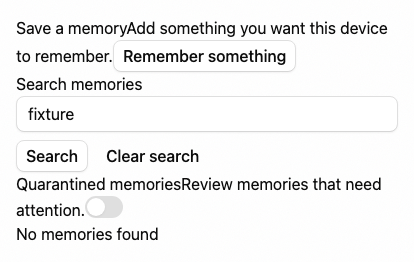 Save a memoryAdd something you want this device
to remember. Remember something
Search memories
fixture
Search Clear search
Quarantined memoriesReview memories that need
attention.
No memories found